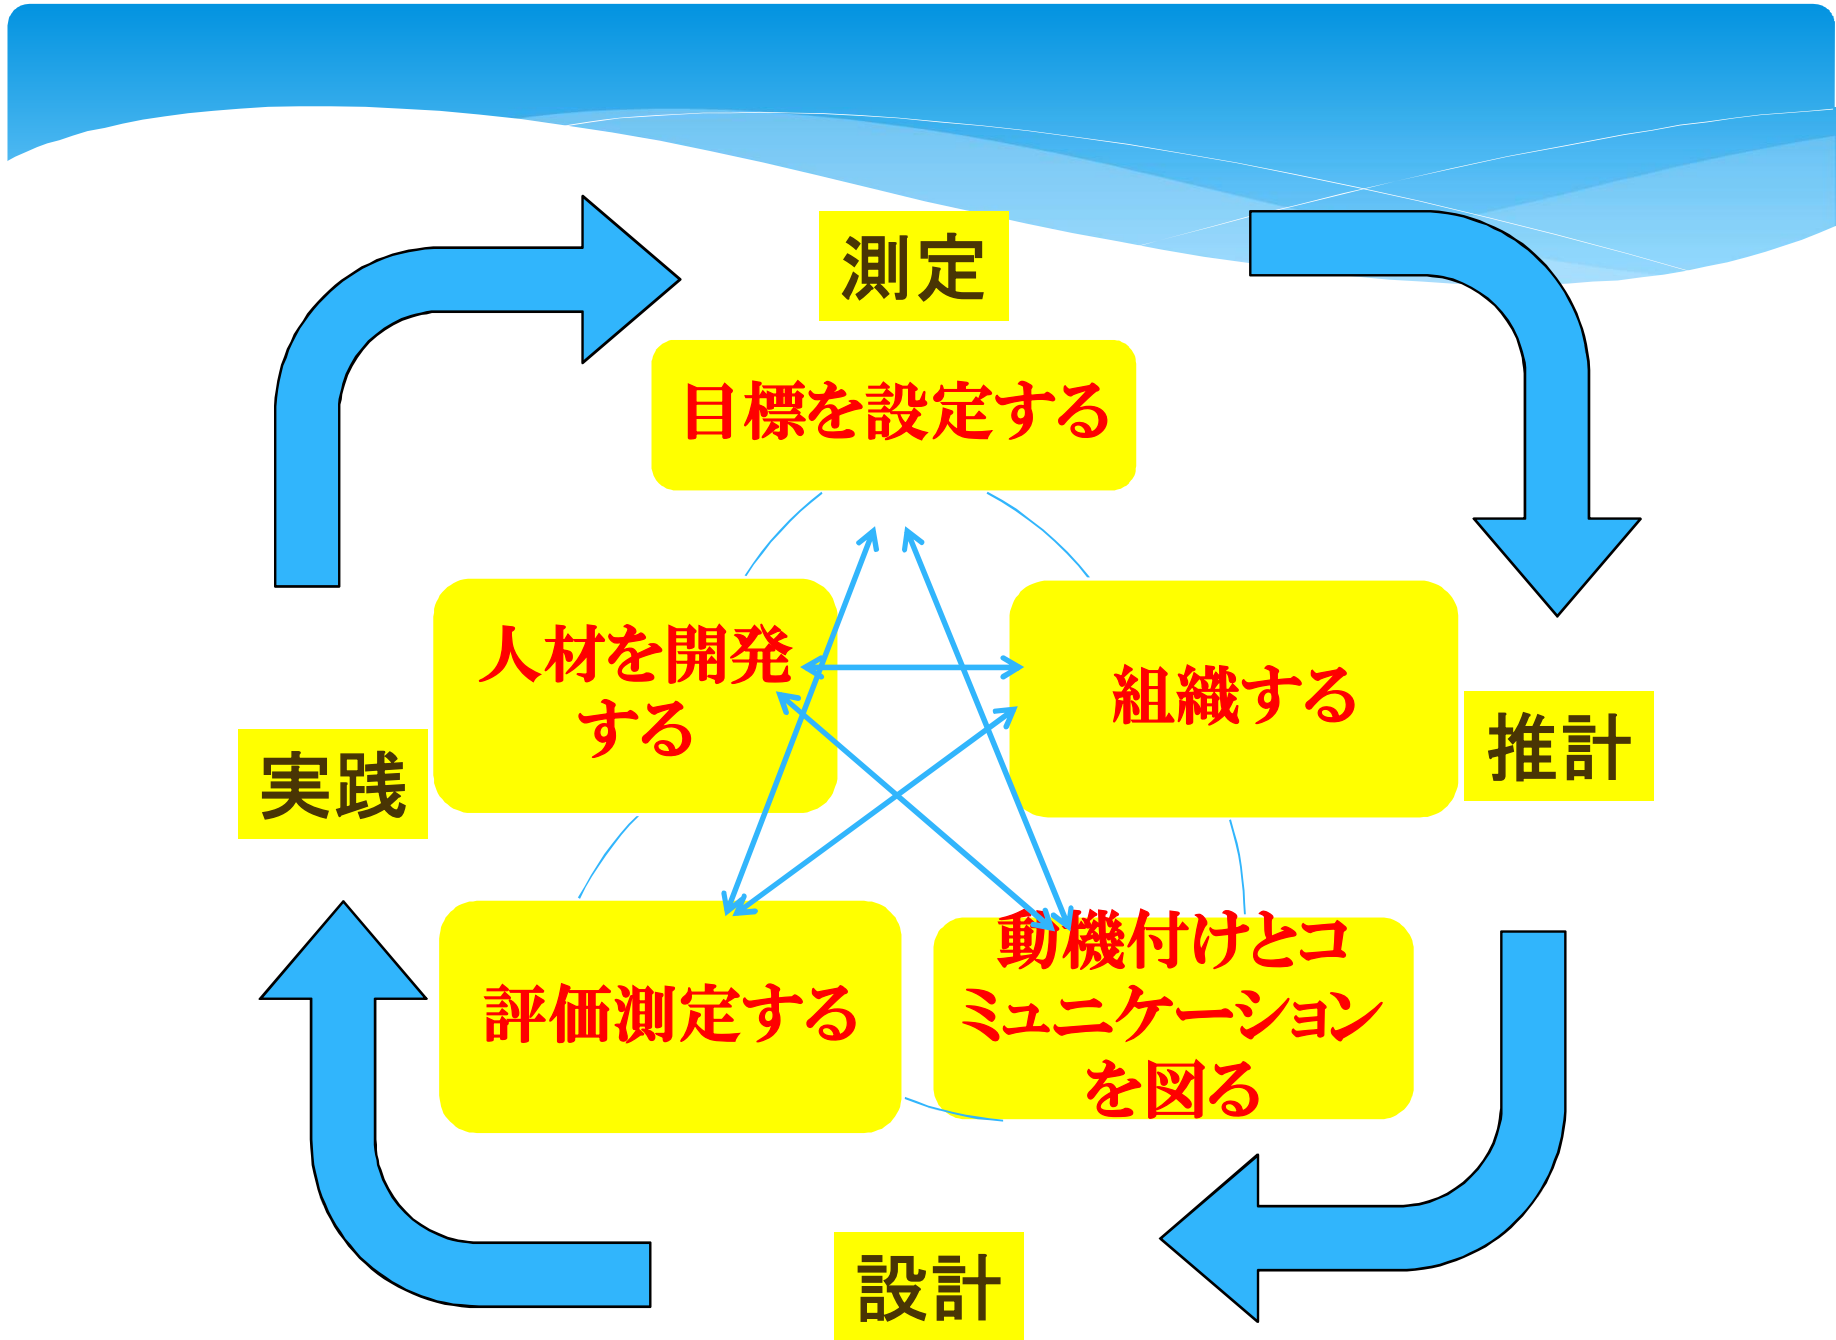 測定
目標を設定する
人材を開発
する
組織する
推計
実践
評価測定する
動機付けとコ
ミュニケーション
を図る
設計